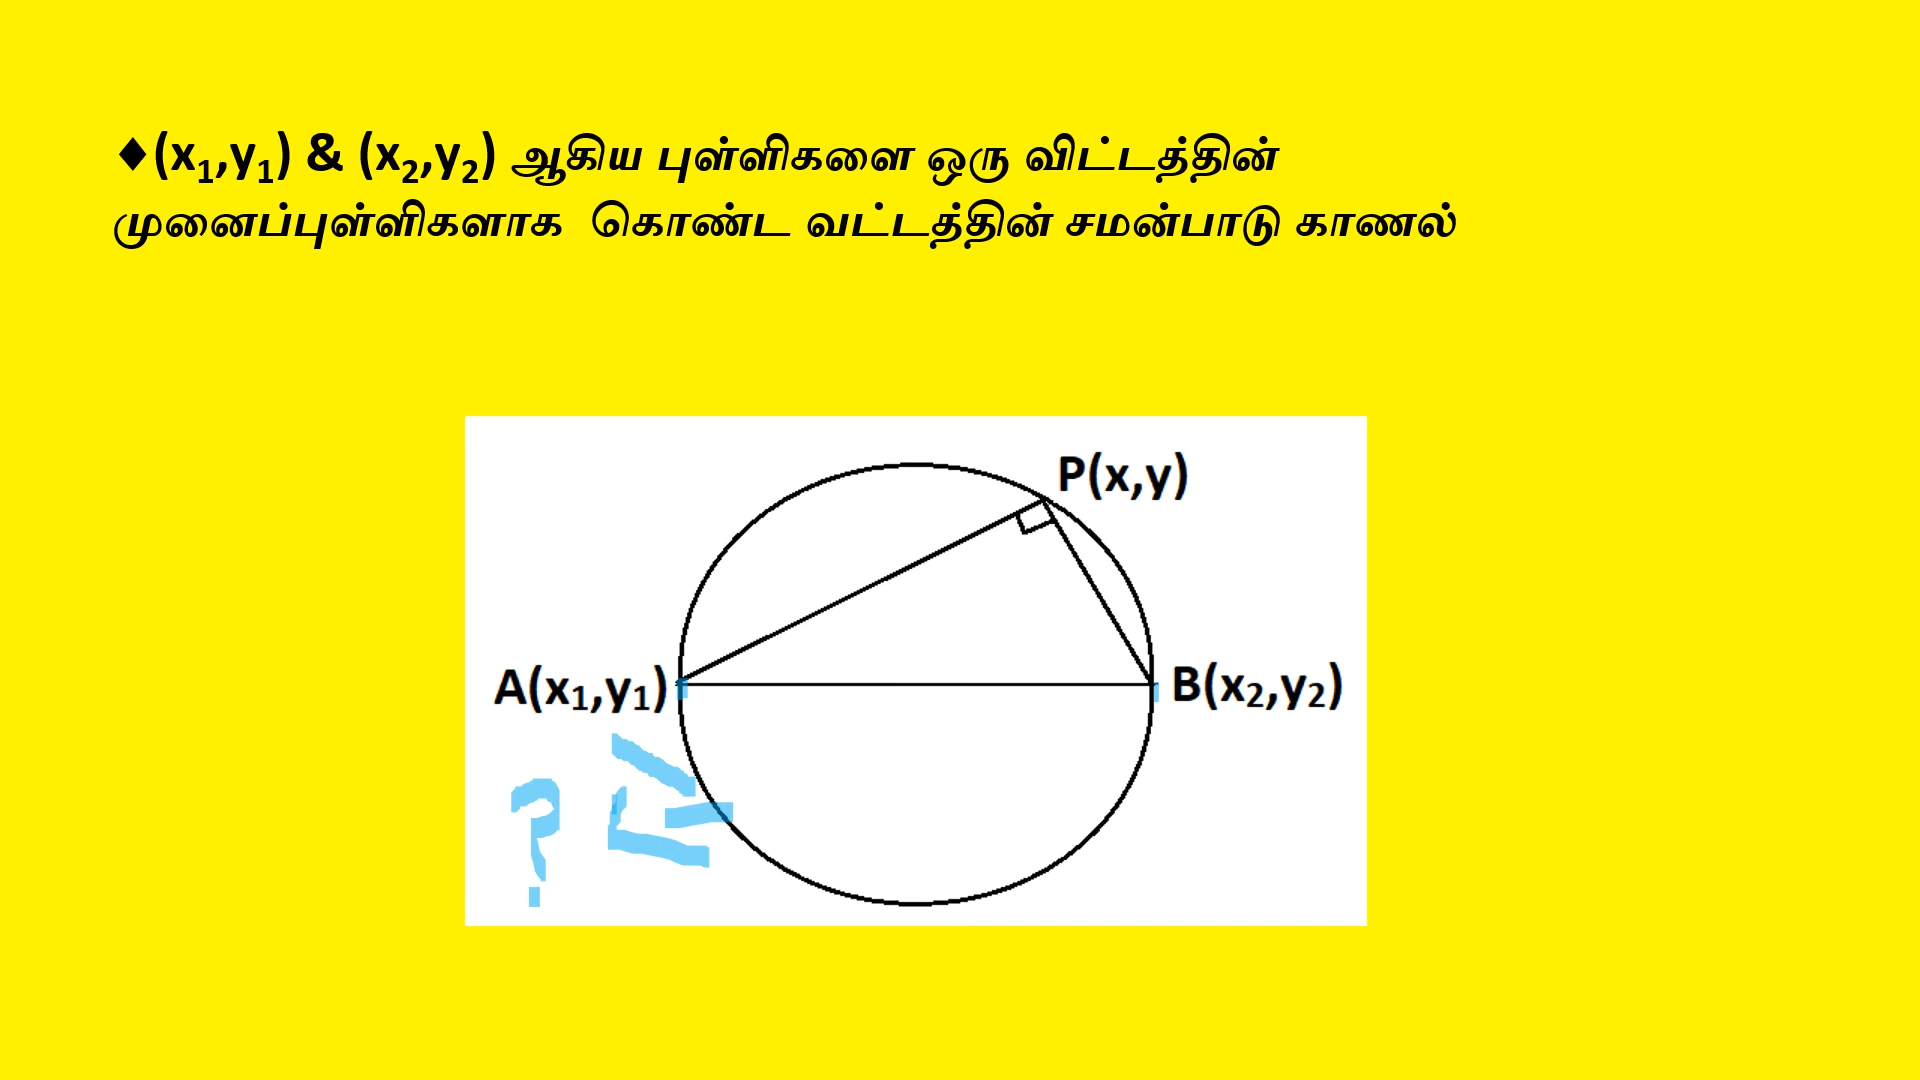 ♦(x₁,y₁) & (x₂,y₂) ஆகிய புள்ளிகளை ஒரு விட்டத்தின்
முனைப்புள்ளிகளாக கொண்ட வட்டத்தின் சமன்பாடு காணல்
P(x,y)
A(x₁,y₁)
B(x₂,y₂)
?